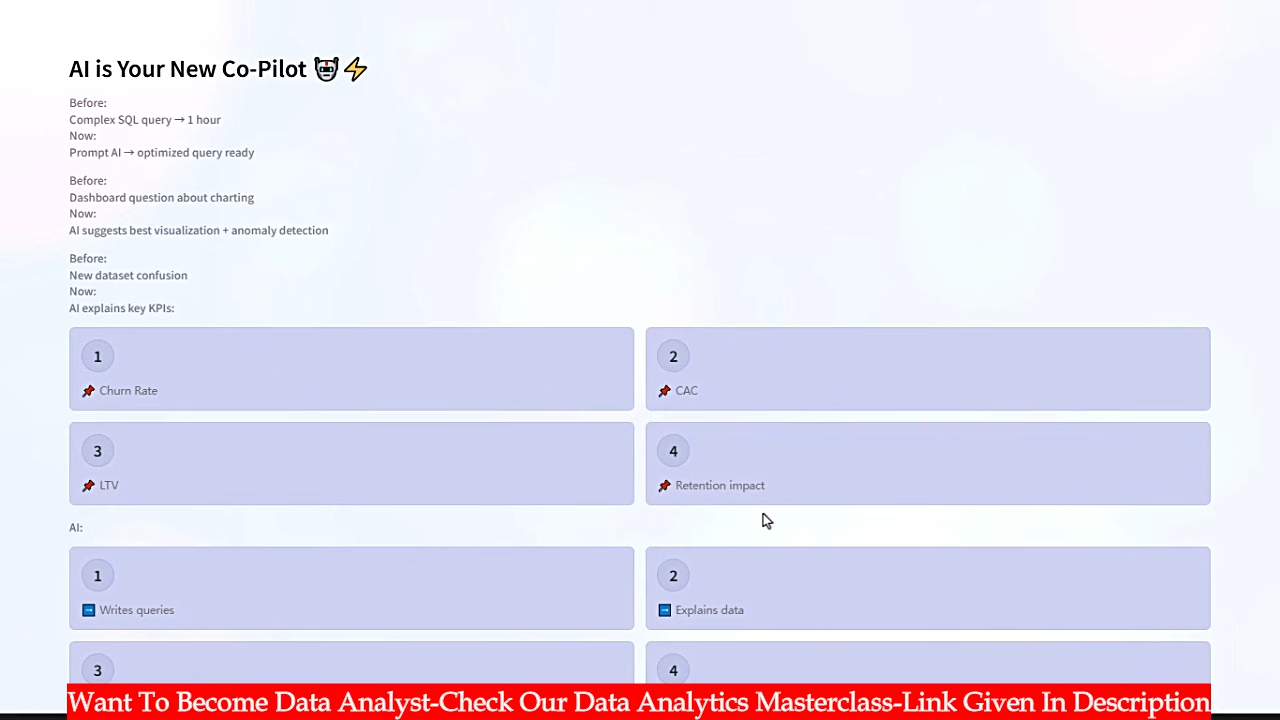 AI is Your New Co-Pilot 🤖⚡
Before:
Complex SQL query → 1 hour
Now:
Prompt AI → optimized query ready
Before:
Dashboard question about charting
Now:
AI suggests best visualization + anomaly detection
Before:
New dataset confusion
Now:
AI explains key KPIs:
1
📌 Churn Rate
2
📌 CAC
3
📌 LTV
4
📌 Retention impact
AI:
1
➡️ Writes queries
2
➡️ Explains data
3
4
Want To Become Data Analyst-Check Our Data Analytics Masterclass-Link Given In Description